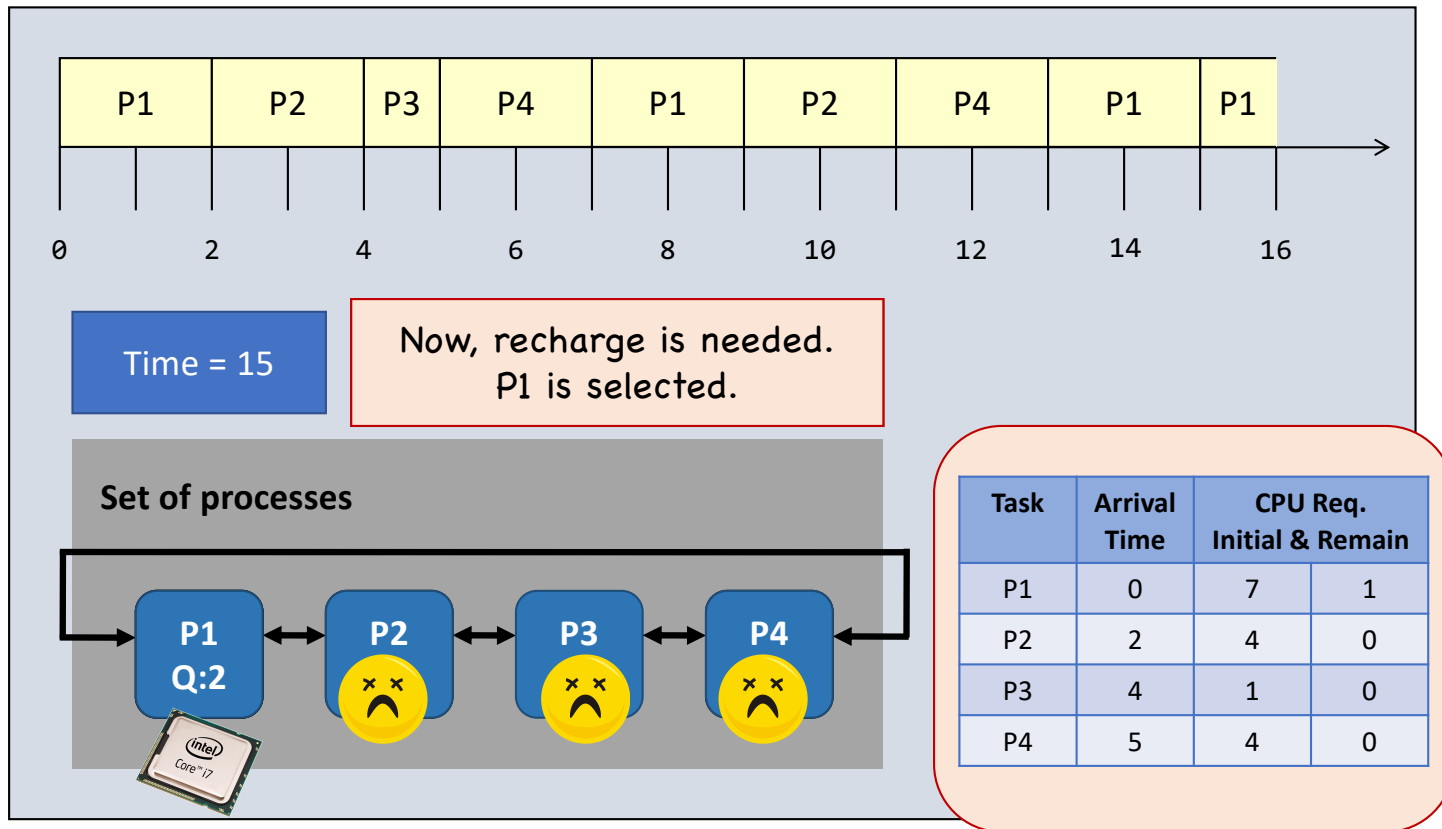 P1 P2 P3 P4 P1 P2 P4 P1 P1
0 2 4 6 8 10 12 14 16
Time = 15
Now, recharge is needed.
P1 is selected.
Set of processes
P1 P2 P3 P4
Q:2
intel
Core™ i7
Task Arrival CPU Req.
Time Initial & Remain
P1 0 7 1
P2 2 4 0
P3 4 1 0
P4 5 4 0